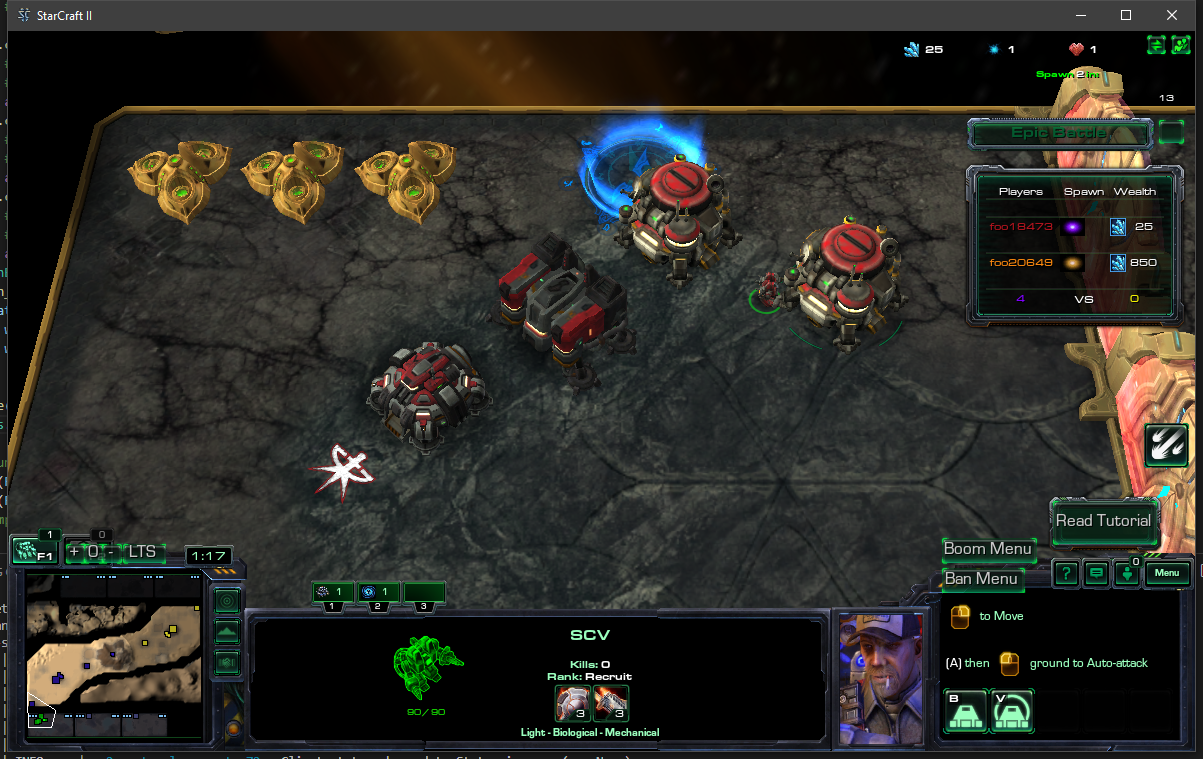 StarCraft II
25 1 1
Spawn 2 in:
13
Epic Battle
Players Spawn Wealth
foo18473 25
foo20649 850
4 VS 0
Read Tutorial
1 0
F1 + 0 - LTS 1:17
Boom Menu
Ban Menu
0
? Menu
1 1
1 2 3
SCV
Kills: 0
Rank: Recruit
3 3
90/90
Light - Biological - Mechanical
to Move
(A) then ground to Auto-attack
B V